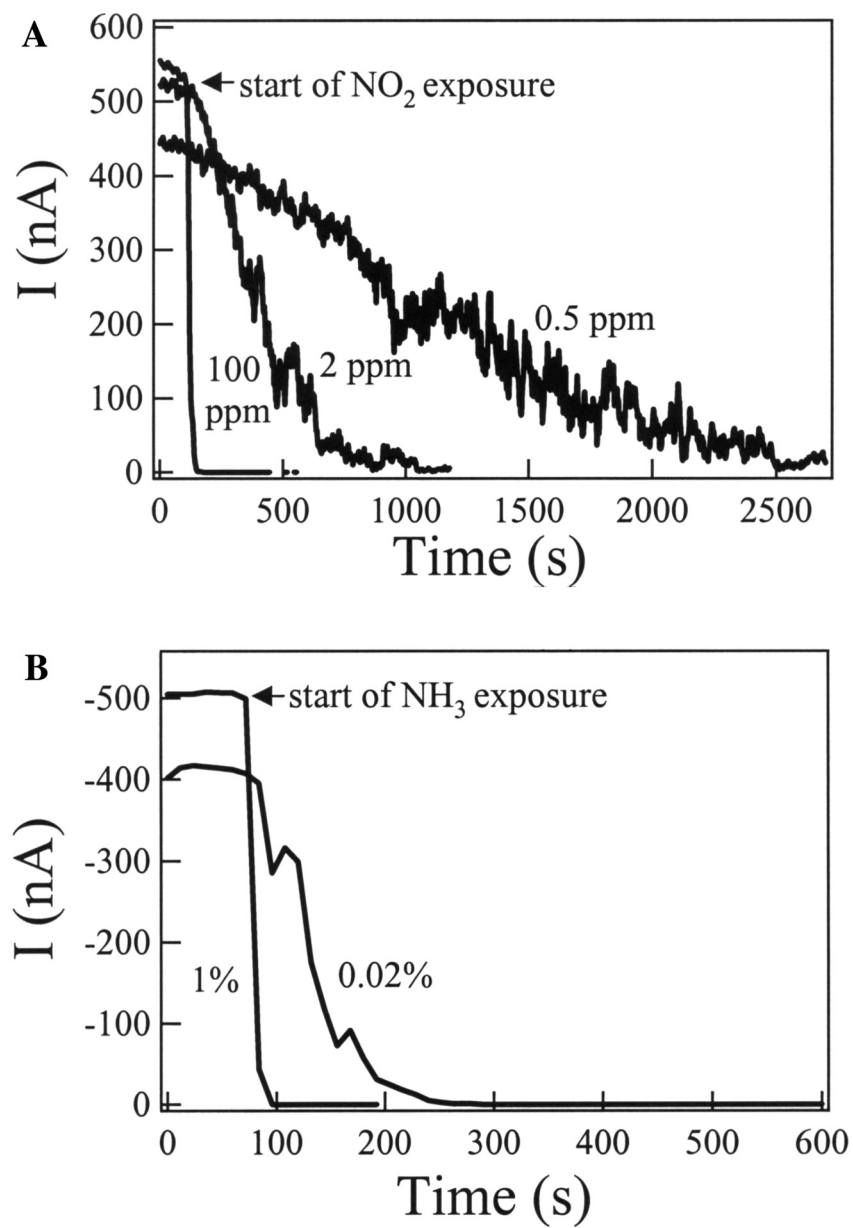 A
600
500
400
300
200
100
0
I (nA)
start of NO₂ exposure
100
ppm
2 ppm
0.5 ppm
0 500 1000 1500 2000 2500
Time (s)
B
-500
-400
-300
-200
-100
0
I (nA)
start of NH₃ exposure
1%
0.02%
0 100 200 300 400 500 600
Time (s)